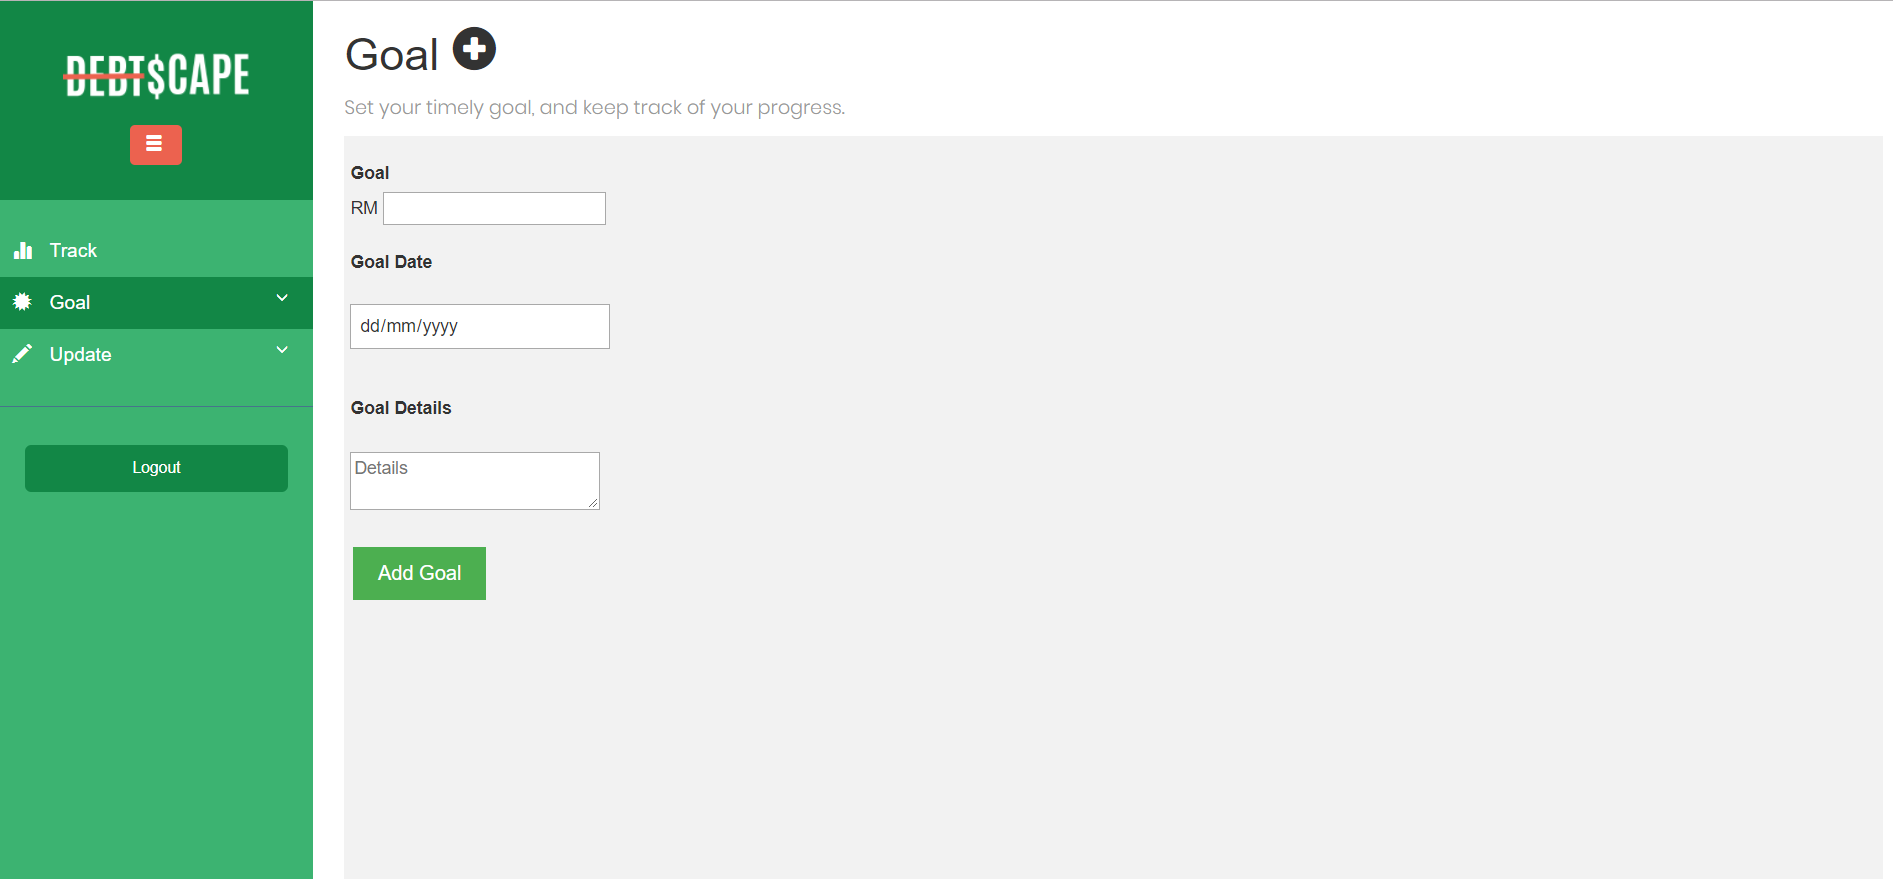 DEBT$CAPE
Track
Goal
Update
Logout
Goal
Set your timely goal, and keep track of your progress.
Goal
RM
Goal Date
dd/mm/yyyy
Goal Details
Details
Add Goal